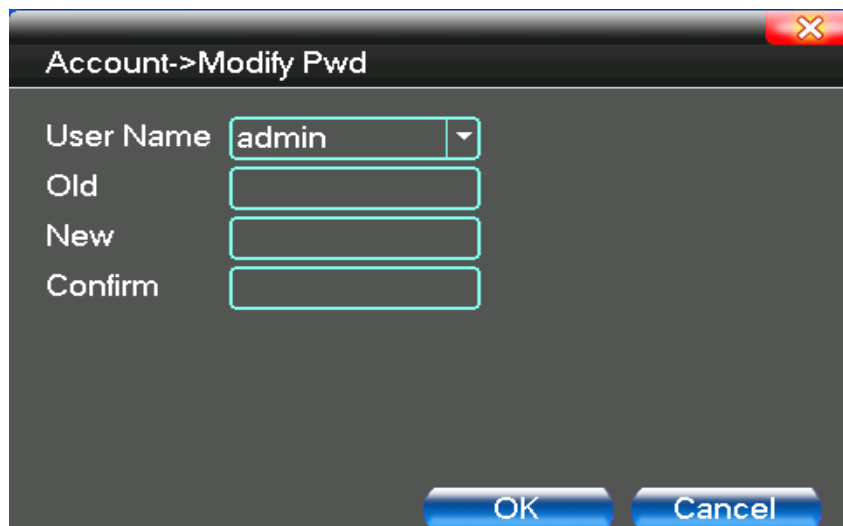 Account->Modify Pwd
User Name admin
Old
New
Confirm
OK Cancel